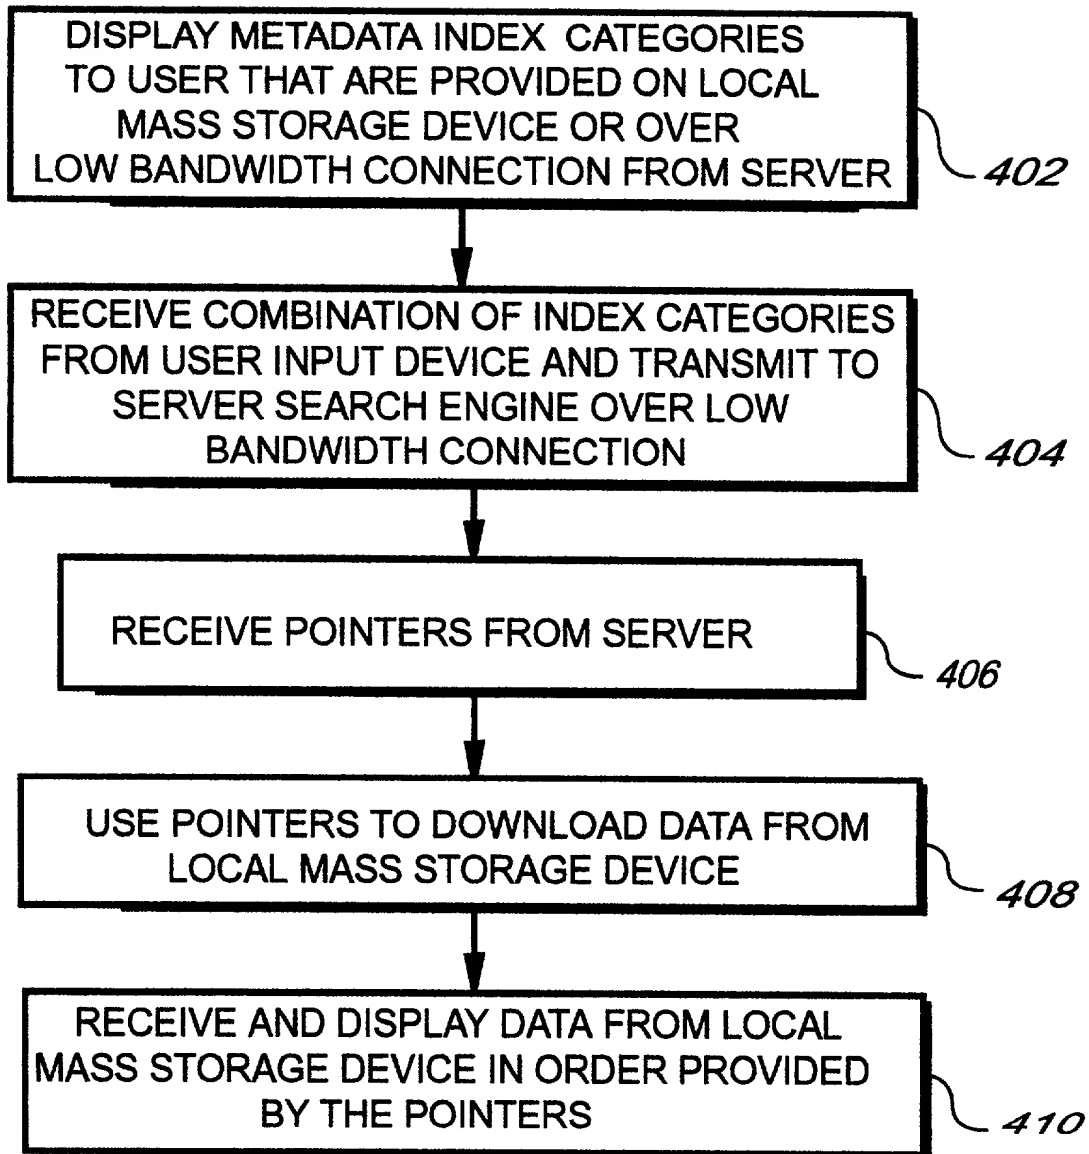 DISPLAY METADATA INDEX CATEGORIES
TO USER THAT ARE PROVIDED ON LOCAL
MASS STORAGE DEVICE OR OVER
LOW BANDWIDTH CONNECTION FROM SERVER
402
RECEIVE COMBINATION OF INDEX CATEGORIES
FROM USER INPUT DEVICE AND TRANSMIT TO
SERVER SEARCH ENGINE OVER LOW
BANDWIDTH CONNECTION
404
RECEIVE POINTERS FROM SERVER
406
USE POINTERS TO DOWNLOAD DATA FROM
LOCAL MASS STORAGE DEVICE
408
RECEIVE AND DISPLAY DATA FROM LOCAL
MASS STORAGE DEVICE IN ORDER PROVIDED
BY THE POINTERS
410